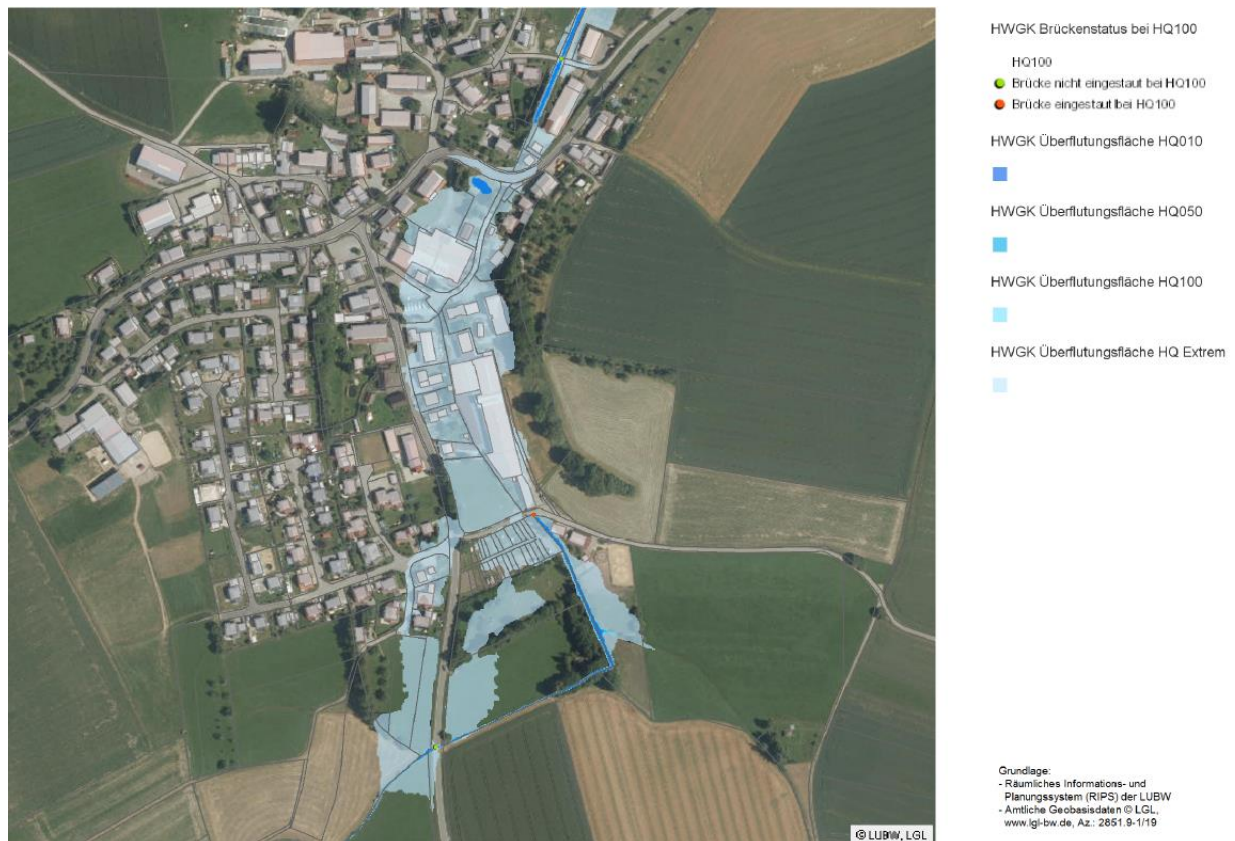 HWGK Brückenstatus bei HQ100
HQ100
Brücke nicht eingestaut bei HQ100
Brücke eingestaut bei HQ100
HWGK Überflutungsfläche HQ010
HWGK Überflutungsfläche HQ050
HWGK Überflutungsfläche HQ100
HWGK Überflutungsfläche HQ Extrem
Grundlage:
- Räumliches Informations- und
Planungssystem (RIPS) der LUBW
- Amtliche Geobasisdaten © LGL,
www.lgl-bw.de, Az.: 2851.9-1/19
© LUBW, LGL